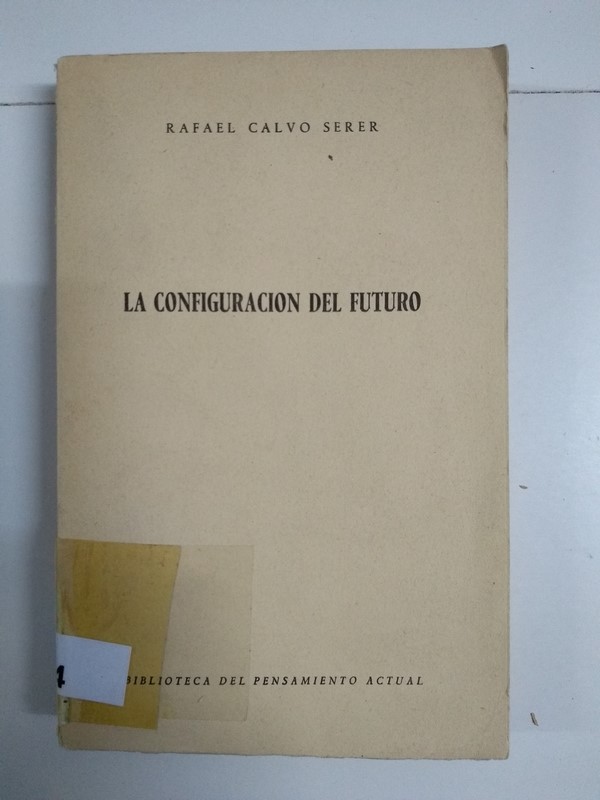 RAFAEL CALVO SERER
LA CONFIGURACION DEL FUTURO
BIBLIOTECA DEL PENSAMIENTO ACTUAL